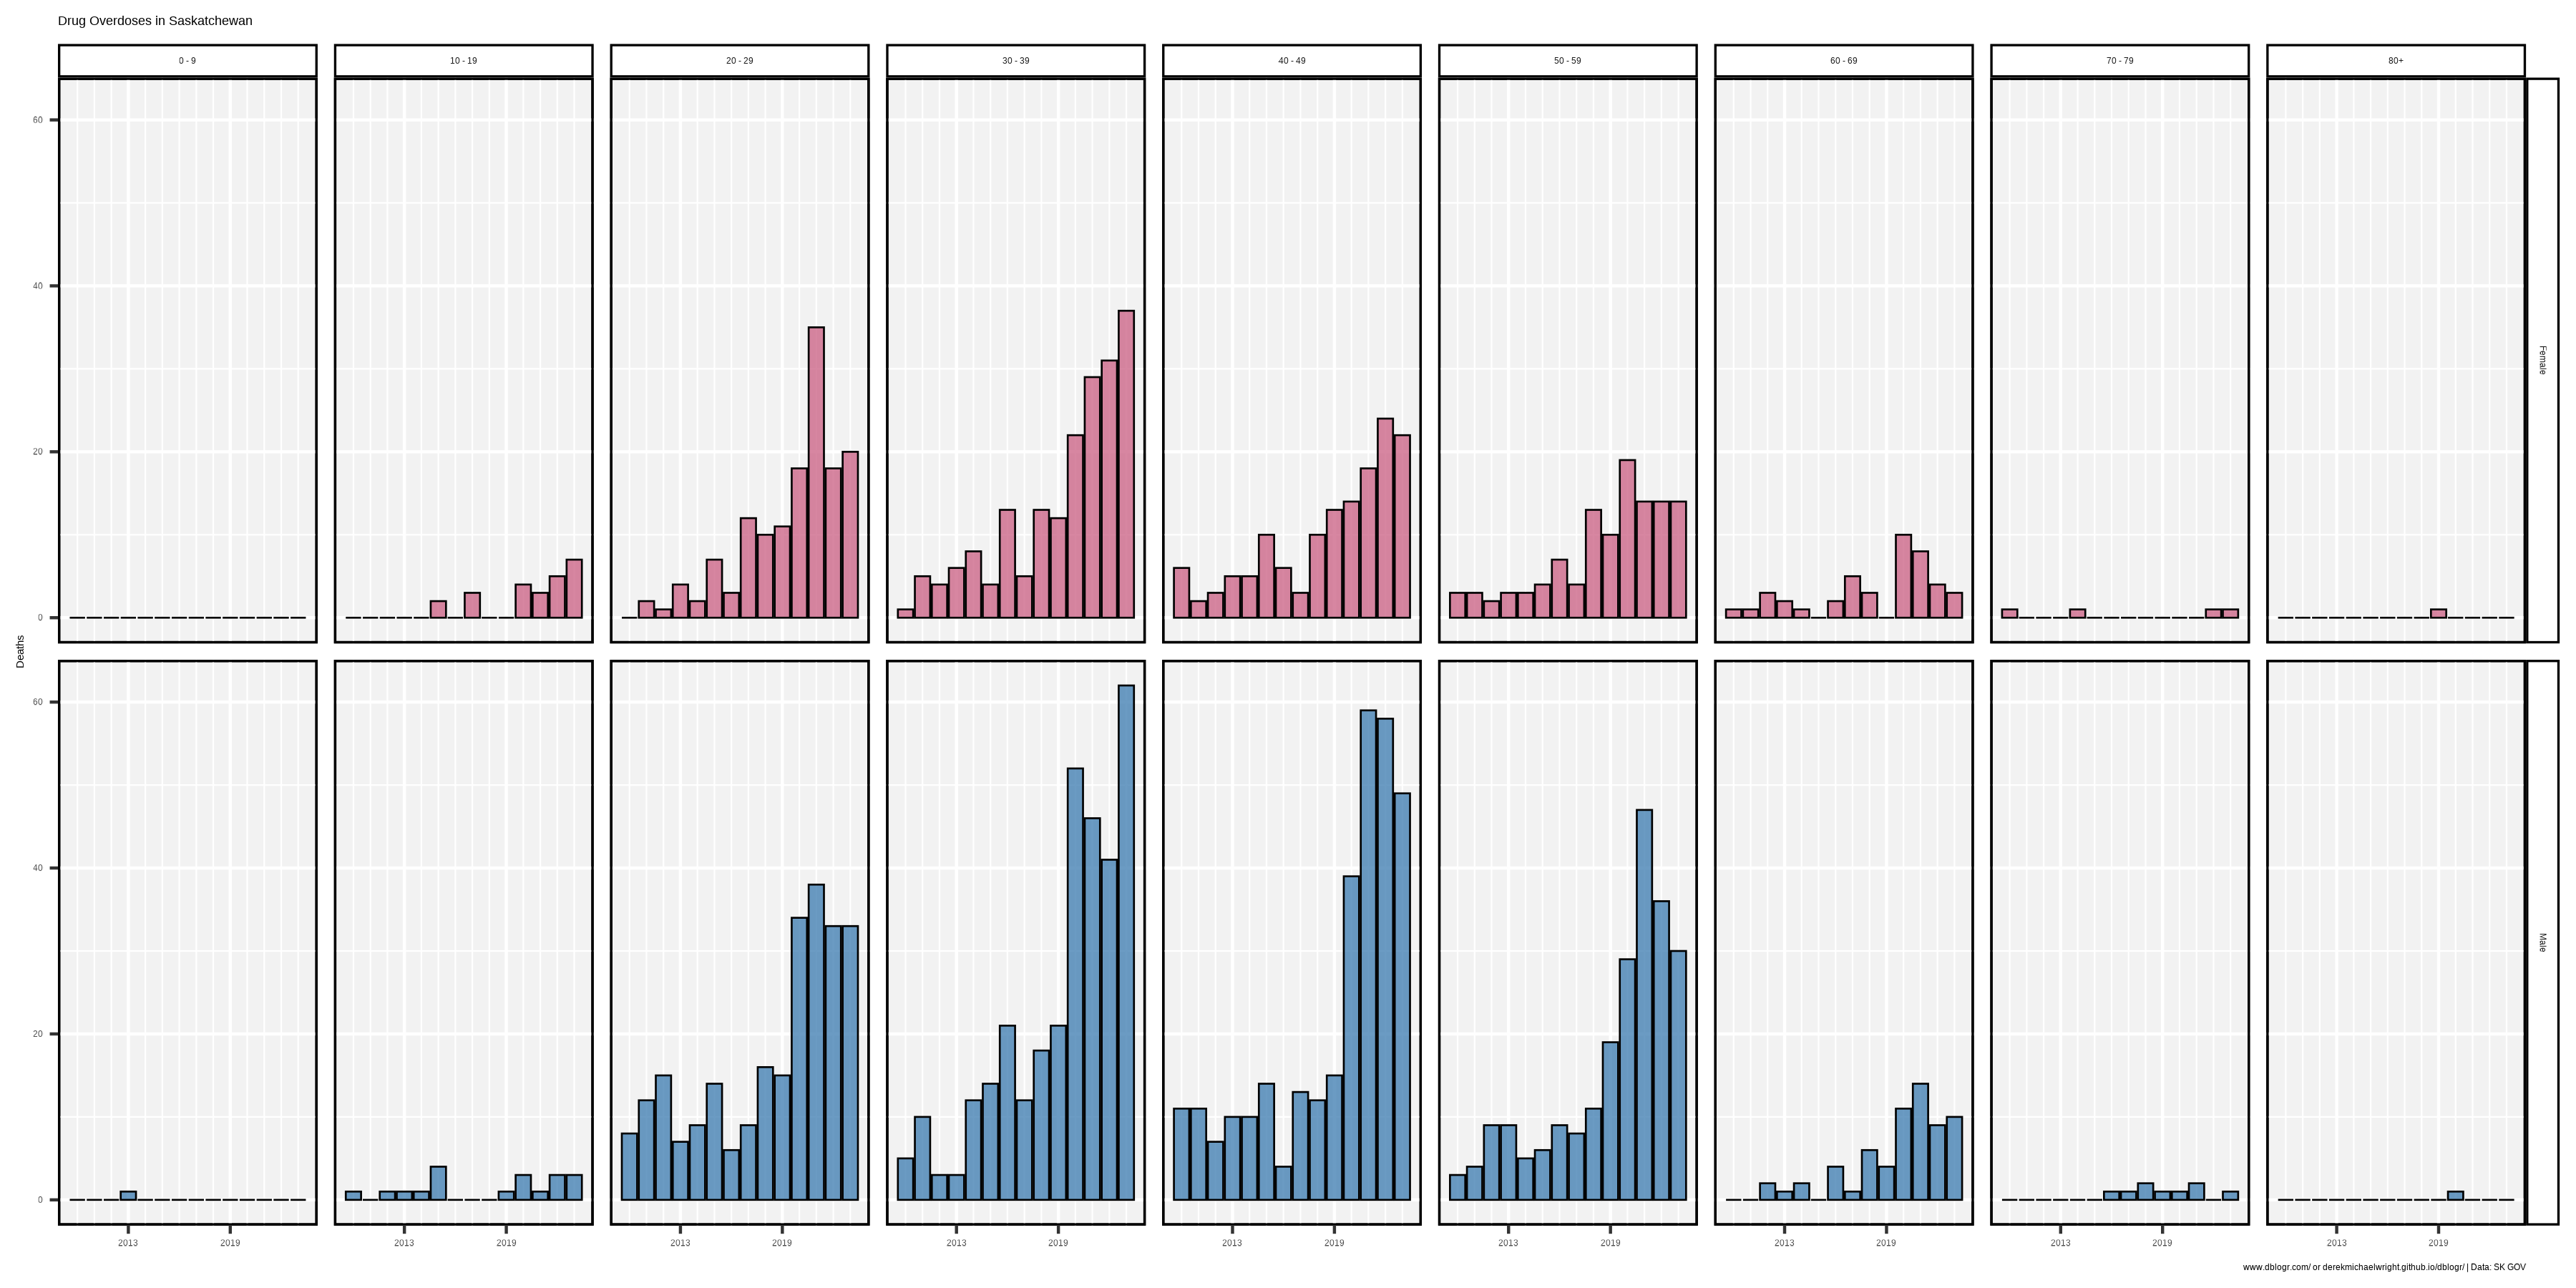 Drug Overdoses in Saskatchewan
0 - 9
10 - 19
20 - 29
30 - 39
40 - 49
50 - 59
60 - 69
70 - 79
80+
60
40
20
0
Female
Deaths
60
40
20
0
Male
2013 2019
2013 2019
2013 2019
2013 2019
2013 2019
2013 2019
2013 2019
2013 2019
2013 2019
www.dblogr.com/ or derekmichaelwright.github.io/dblogr/ | Data: SK GOV